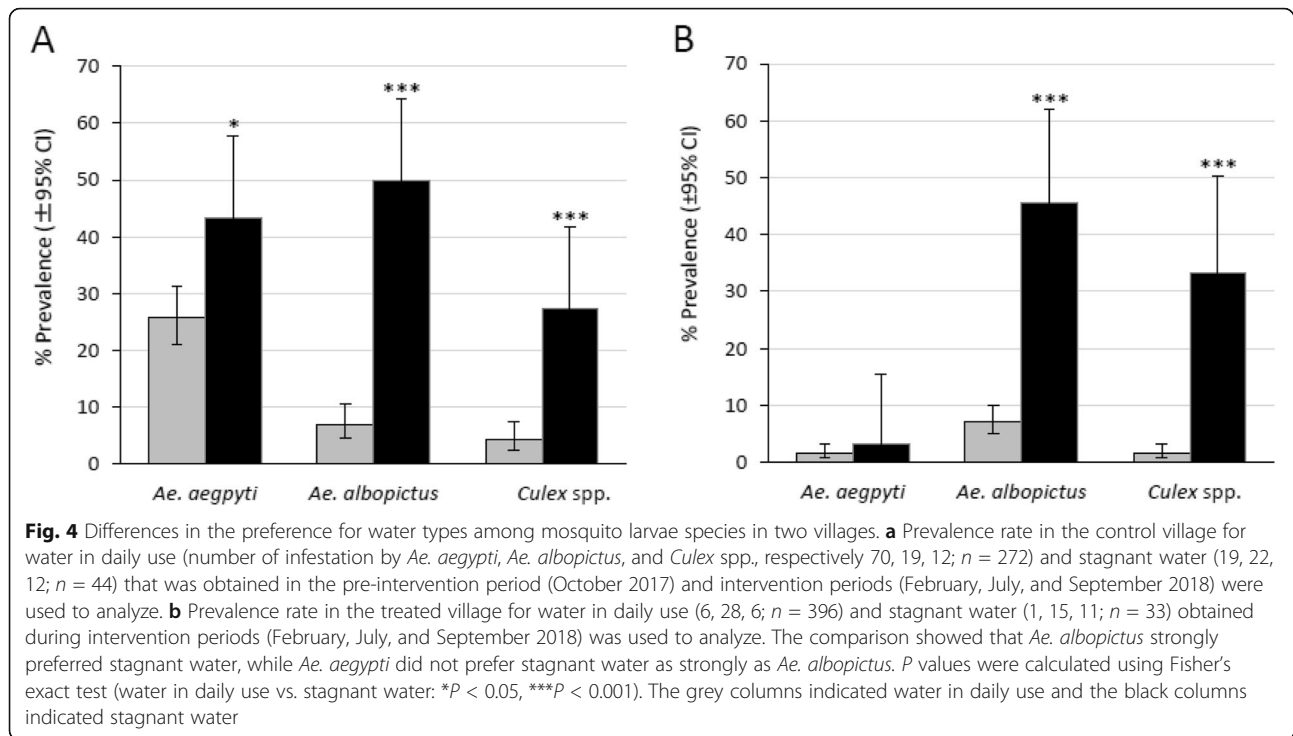 A
B
% Prevalence (±95% CI)
70
60
50
40
30
20
10
0
*
***
***
Ae. aegpyti
Ae. albopictus
Culex spp.
% Prevalence (±95% CI)
70
60
50
40
30
20
10
0
***
***
Ae. aegpyti
Ae. albopictus
Culex spp.
Fig. 4 Differences in the preference for water types among mosquito larvae species in two villages. a Prevalence rate in the control village for
water in daily use (number of infestation by Ae. aegypti, Ae. albopictus, and Culex spp., respectively 70, 19, 12; n = 272) and stagnant water (19, 22,
12; n = 44) that was obtained in the pre-intervention period (October 2017) and intervention periods (February, July, and September 2018) were
used to analyze. b Prevalence rate in the treated village for water in daily use (6, 28, 6; n = 396) and stagnant water (1, 15, 11; n = 33) obtained
during intervention periods (February, July, and September 2018) was used to analyze. The comparison showed that Ae. albopictus strongly
preferred stagnant water, while Ae. aegypti did not prefer stagnant water as strongly as Ae. albopictus. P values were calculated using Fisher's
exact test (water in daily use vs. stagnant water: *P < 0.05, ***P < 0.001). The grey columns indicated water in daily use and the black columns
indicated stagnant water